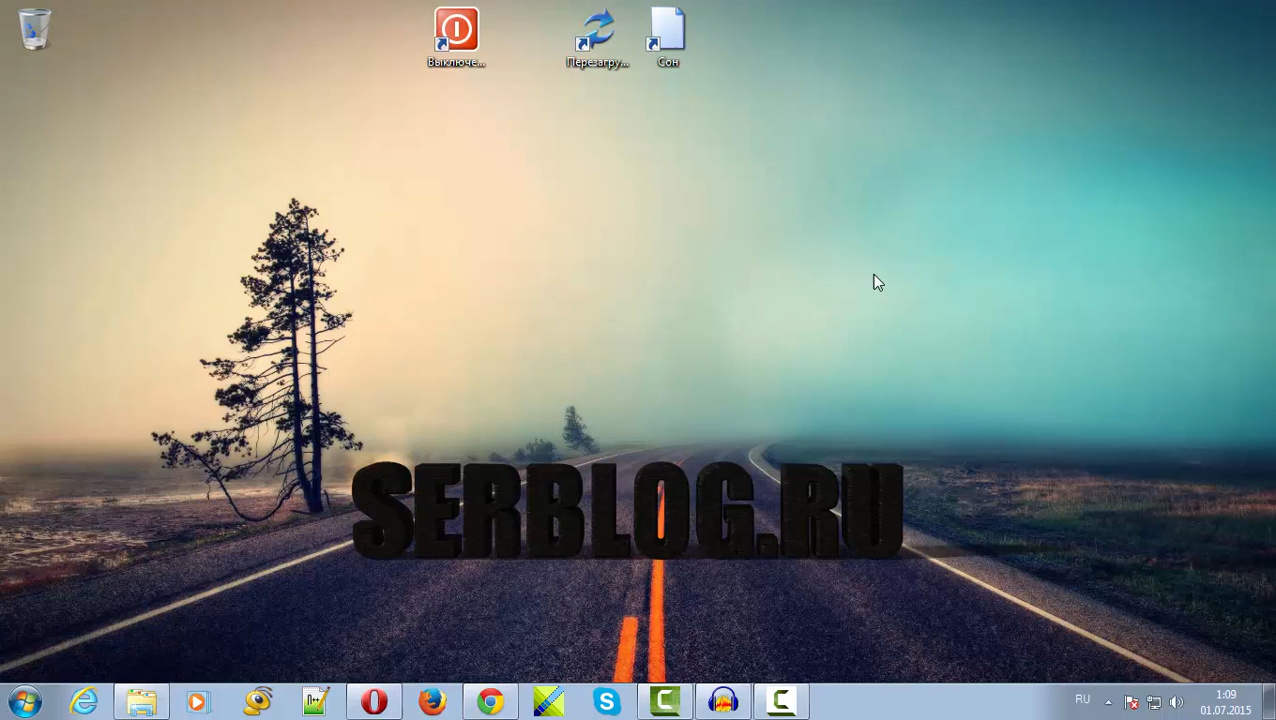 Выключе...
Перезагру...
Сон
SERBLOG.RU
N++
RU
1:09
01.07.2015